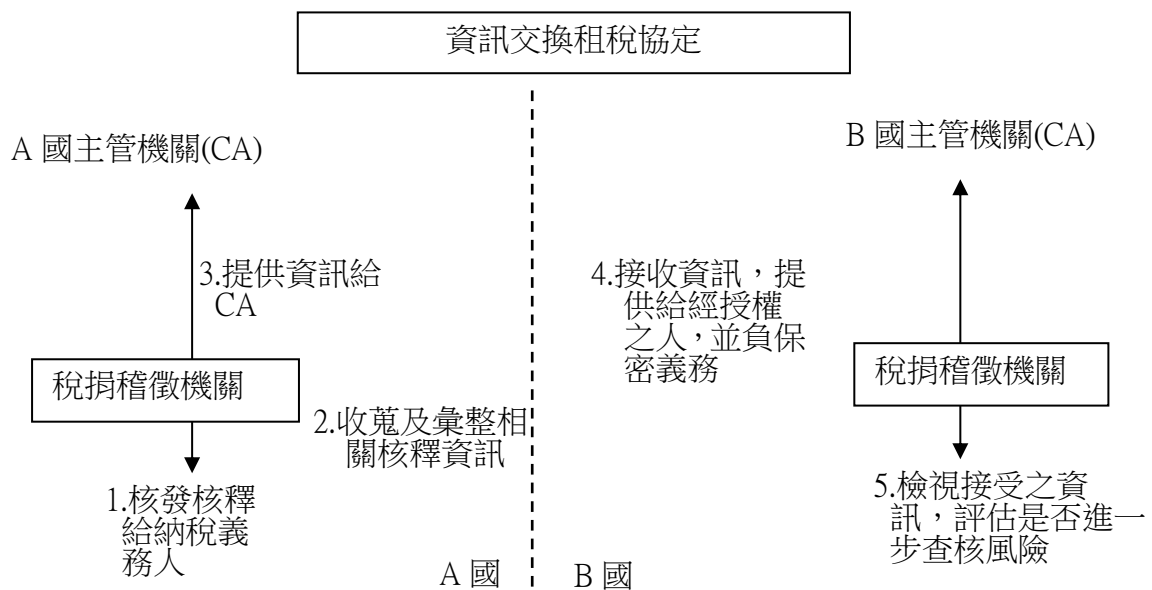 資訊交換租稅協定
A 國主管機關(CA)
B 國主管機關(CA)
3.提供資訊給
CA
4.接收資訊，提
供給經授權
之人，並負保
密義務
稅捐稽徵機關
稅捐稽徵機關
2.收蒐及彙整相
關核釋資訊
1.核發核釋
給納稅義
務人
5.檢視接受之資
訊，評估是否進一
步查核風險
A 國
B 國